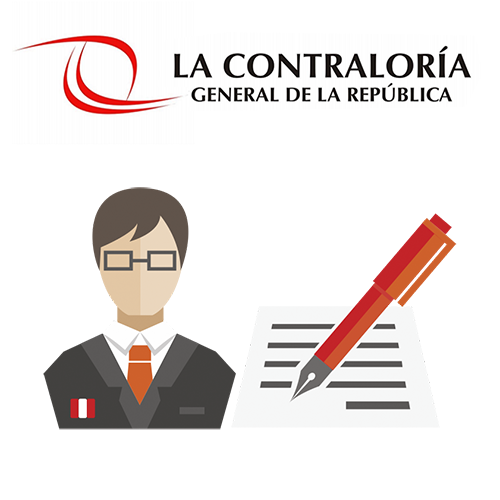 LA CONTRALORÍA
GENERAL DE LA REPÚBLICA